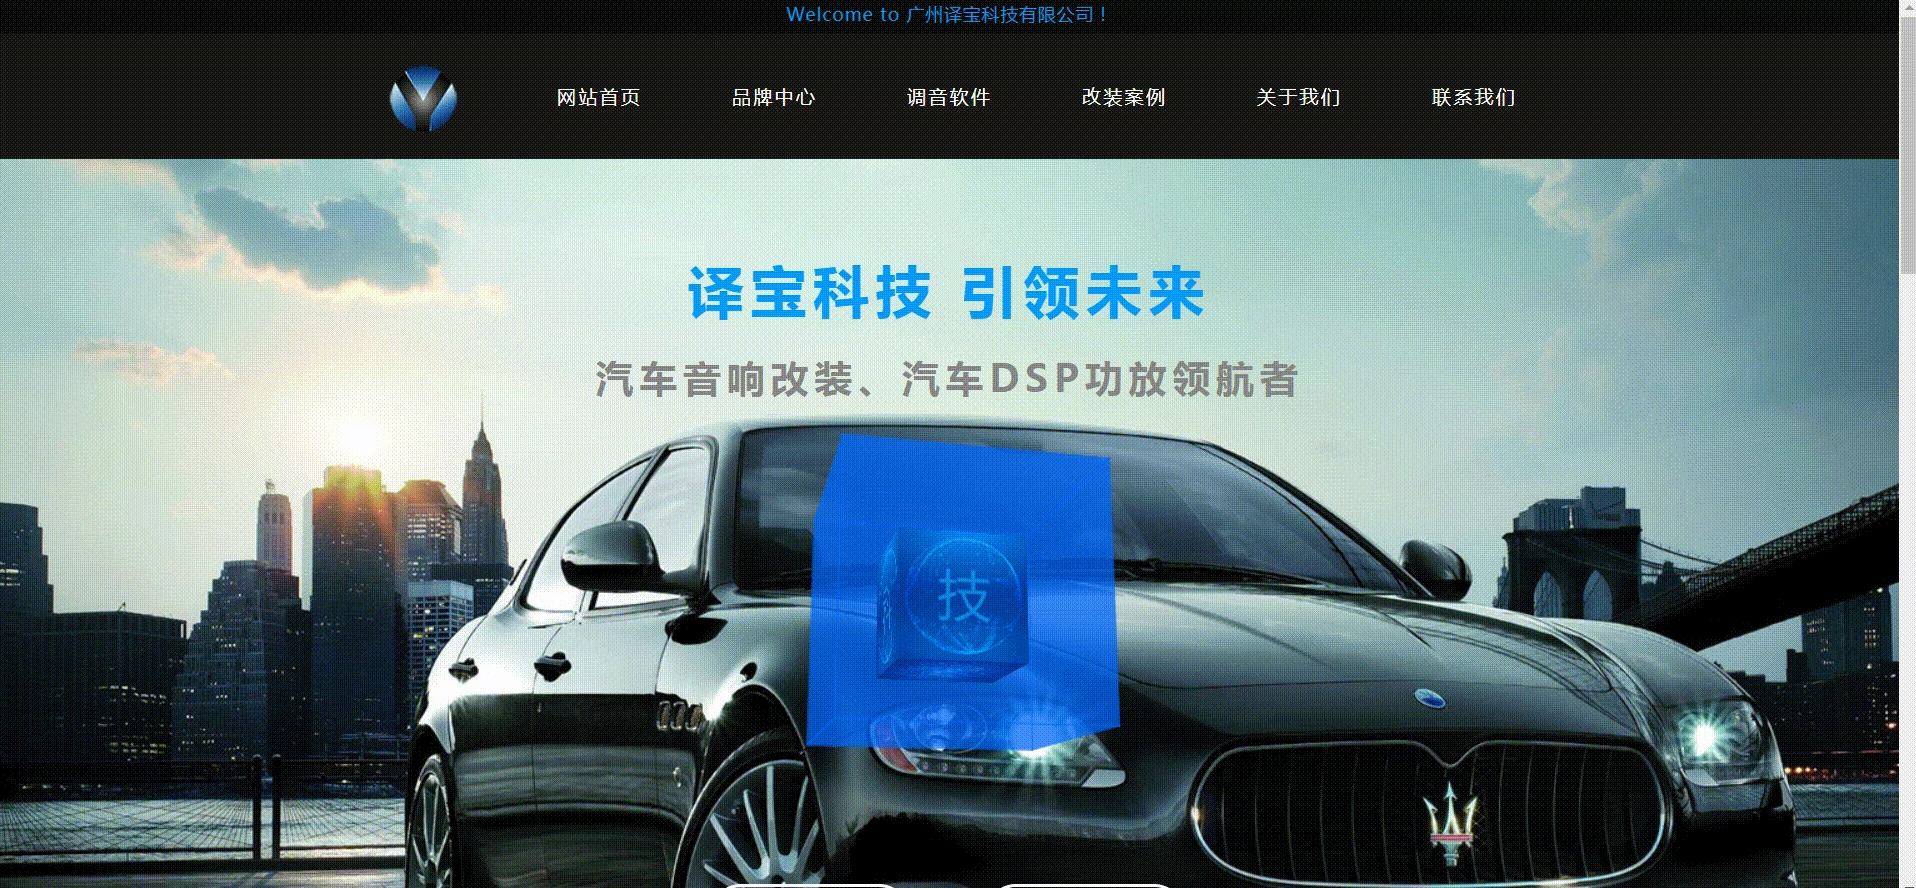 Welcome to 广州译宝科技有限公司！
网站首页 品牌中心 调音软件 改装案例 关于我们 联系我们
译宝科技 引领未来
汽车音响改装、汽车DSP功放领航者
技